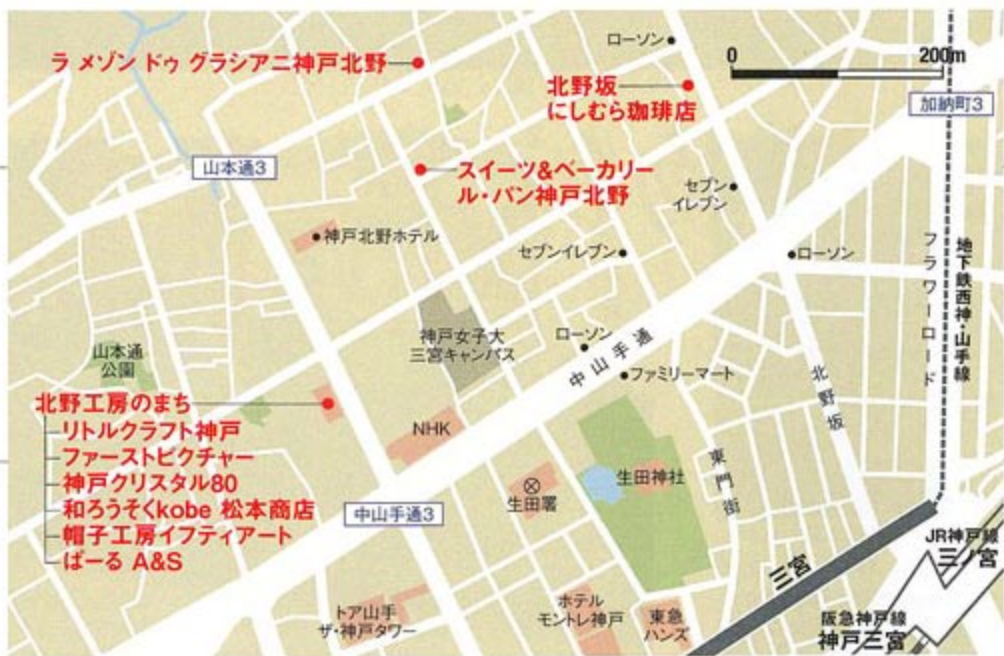 ローソン
0 200m
ラ メゾン ドゥ グラシアニ神戸北野
北野坂
にしむら珈琲店
加納町3
山本通3
スイーツ&ベーカリー
ル・パン神戸北野
セブン
イレブン
神戸北野ホテル
セブンイレブン
ローソン
フラワーロード
地下鉄西神・山手線
神戸女子大
三宮キャンパス
ローソン
中山手通
山本通
公園
ファミリーマート
北野坂
北野工房のまち
リトルクラフト神戸
ファーストピクチャー
神戸クリスタル80
和ろうそくkobe 松本商店
帽子工房イフティアート
ぱーる A&S
NHK
東門街
生田神社
生田署
中山手通3
三宮
JR神戸線
三ノ宮
トア山手
ザ・神戸タワー
ホテル
モントレ神戸
東急
ハンズ
阪急神戸線
神戸三宮